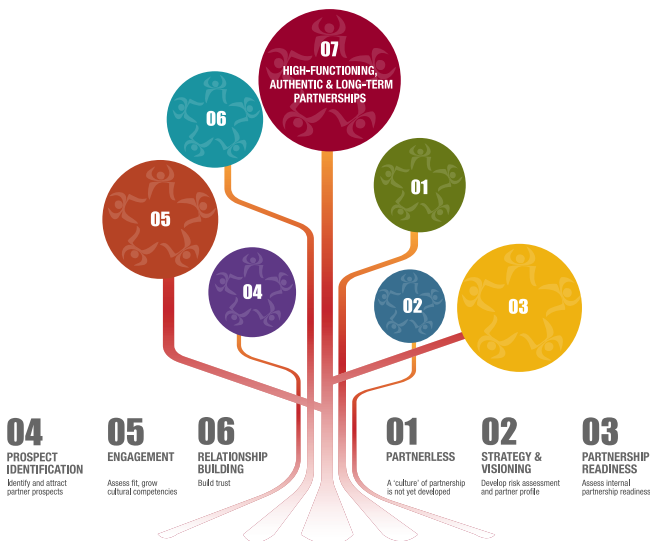 07
HIGH-FUNCTIONING,
AUTHENTIC & LONG-TERM
PARTNERSHIPS
06
01
05
04
02
03
04
PROSPECT
IDENTIFICATION
Identify and attract
partner prospects
05
ENGAGEMENT
Assess fit, grow
cultural competencies
06
RELATIONSHIP
BUILDING
Build trust
01
PARTNERLESS
A 'culture' of partnership
is not yet developed
02
STRATEGY &
VISIONING
Develop risk assessment
and partner profile
03
PARTNERSHIP
READINESS
Assess internal
partnership readiness